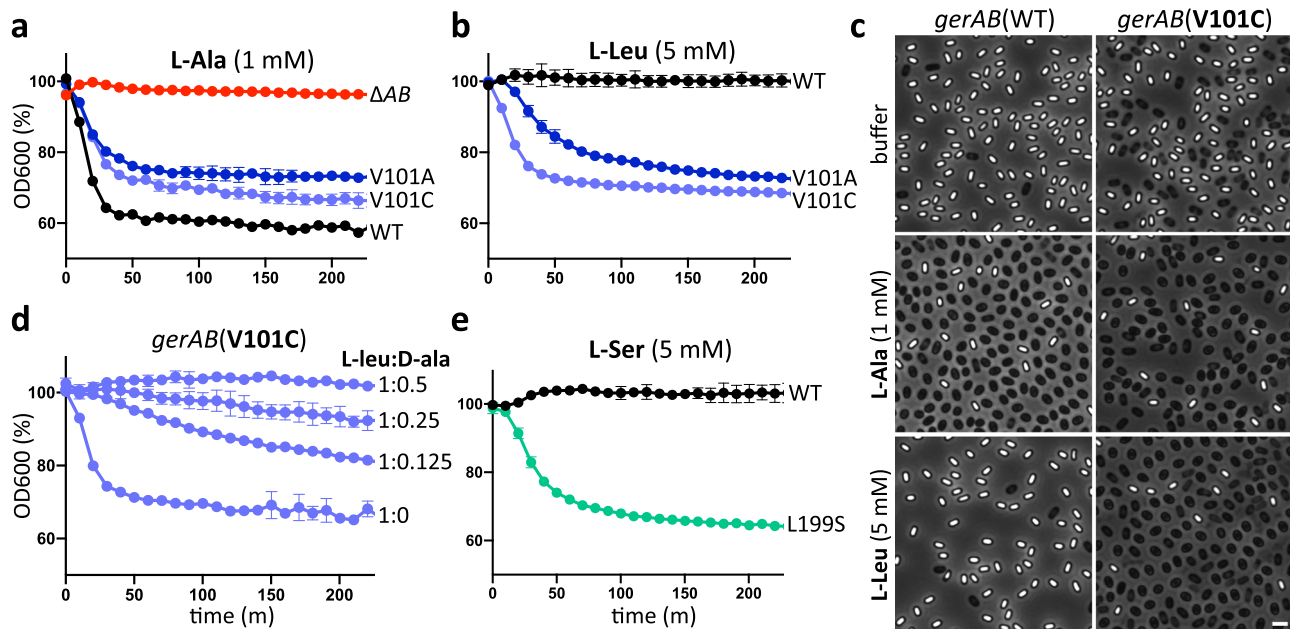 a
L-Ala (1 mM)
OD600 (%)
100
80
60
0
50
100
150
200
ΔAB
V101A
V101C
WT
b
L-Leu (5 mM)
100
80
60
0
50
100
150
200
WT
V101A
V101C
c
gerAB(WT)
gerAB(V101C)
buffer
L-Ala (1 mM)
L-Leu (5 mM)
d
gerAB(V101C)
L-leu:D-ala
OD600 (%)
100
80
60
1:0.5
1:0.25
1:0.125
1:0
0
50
100
150
200
time (m)
e
L-Ser (5 mM)
100
80
60
WT
L199S
0
50
100
150
200
time (m)